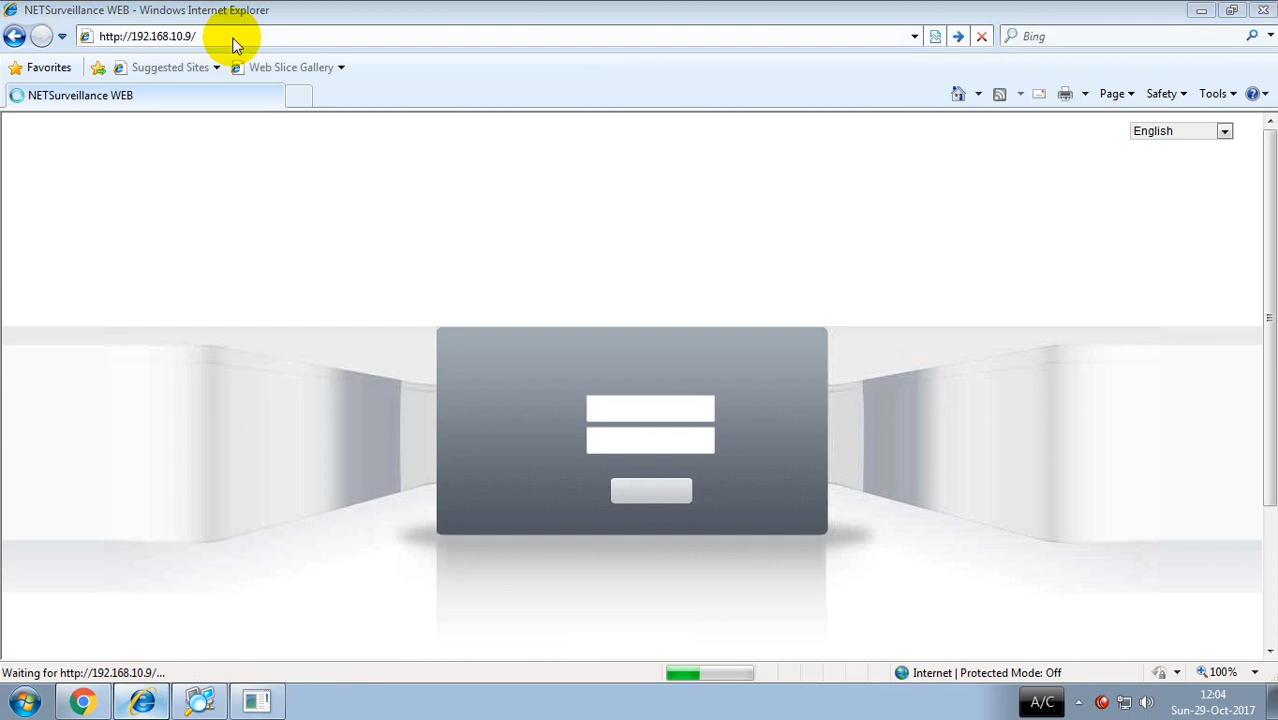 NETSurveillance WEB - Windows Internet Explorer
http://192.168.10.9/
Bing
Favorites Suggested Sites Web Slice Gallery
NETSurveillance WEB
Page Safety Tools
English
Waiting for http://192.168.10.9/...
Internet | Protected Mode: Off
100%
A/C
12:04
Sun-29-Oct-2017